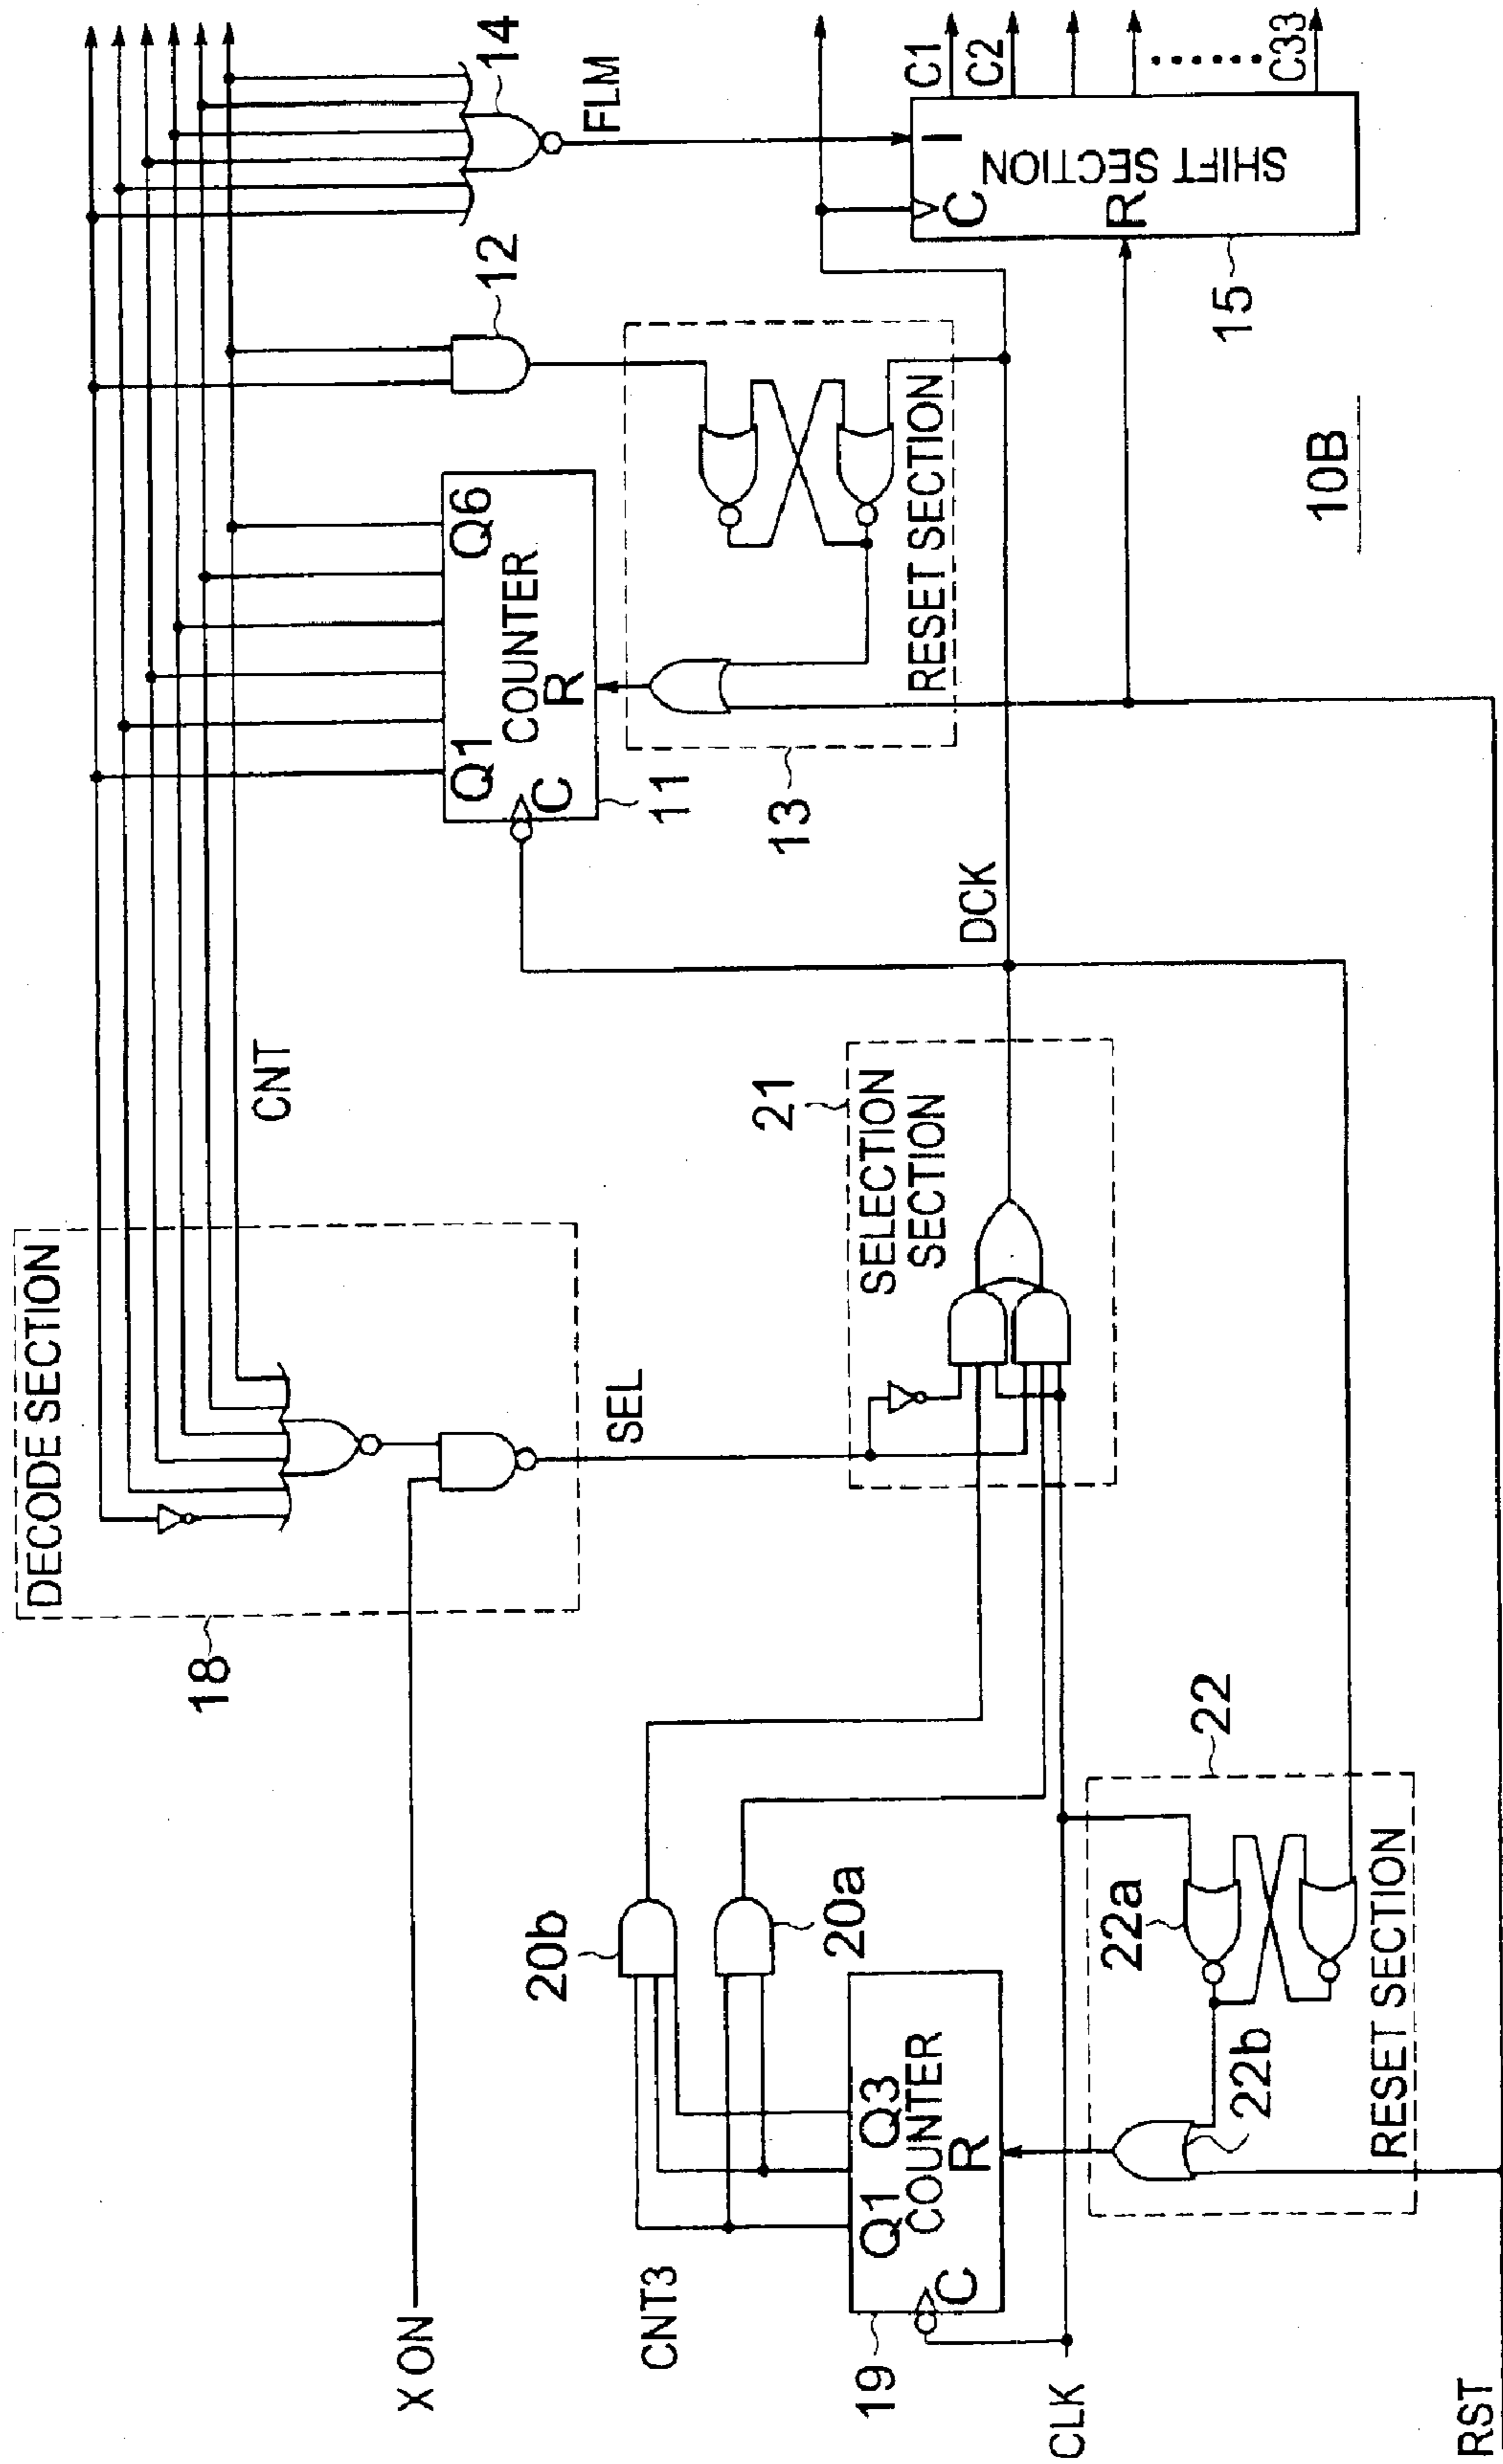 DECODE SECTION
18
X ON
SEL
CNT
Q1
Q6
COUNTER
C
R
11
12
14
FLM
13
RESET SECTION
C1
C2
C33
I
C
SHIFT SECTION
R
15
DCK
21
SELECTION
SECTION
20b
20a
CNT3
Q1
Q3
COUNTER
C
R
19
CLK
22
22a
22b
RESET SECTION
RST
10B